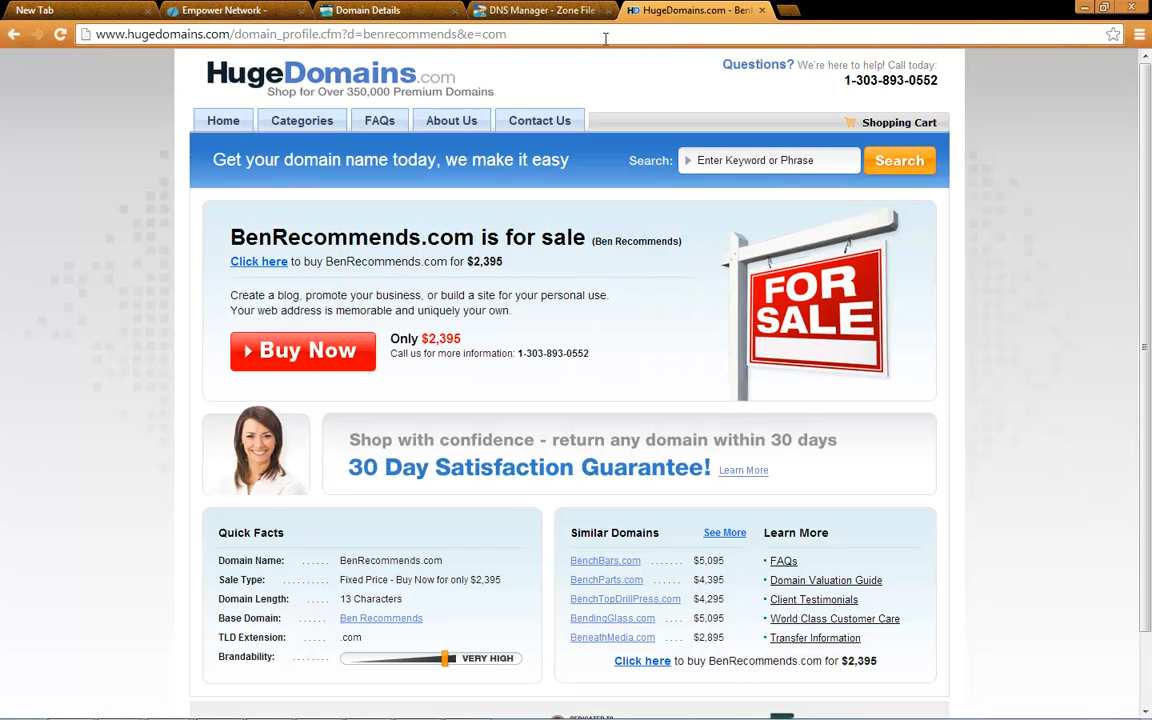 New Tab
Empower Network -
Domain Details
DNS Manager - Zone File
HD HugeDomains.com - Ben
www.hugedomains.com/domain_profile.cfm?d=benrecommends&e=com
HugeDomains.com
Shop for Over 350,000 Premium Domains
Questions? We're here to help! Call today:
1-303-893-0552
Home
Categories
FAQs
About Us
Contact Us
Shopping Cart
Get your domain name today, we make it easy
Search:
Enter Keyword or Phrase
Search
BenRecommends.com is for sale (Ben Recommends)
Click here to buy BenRecommends.com for $2,395
Create a blog, promote your business, or build a site for your personal use.
Your web address is memorable and uniquely your own.
Buy Now
Only $2,395
Call us for more information: 1-303-893-0552
FOR
SALE
Shop with confidence - return any domain within 30 days
30 Day Satisfaction Guarantee! Learn More
Quick Facts
Domain Name: ...... BenRecommends.com
Sale Type: .......... Fixed Price - Buy Now for only $2,395
Domain Length: ..... 13 Characters
Base Domain: ...... Ben Recommends
TLD Extension: ...... .com
Brandability: ........ VERY HIGH
Similar Domains See More
BenchBars.com ....... $5,095
BenchParts.com ...... $4,395
BenchTopDrillPress.com .... $4,295
BendingGlass.com .... $5,095
BeneathMedia.com .... $2,895
Learn More
• FAQs
• Domain Valuation Guide
• Client Testimonials
• World Class Customer Care
• Transfer Information
Click here to buy BenRecommends.com for $2,395